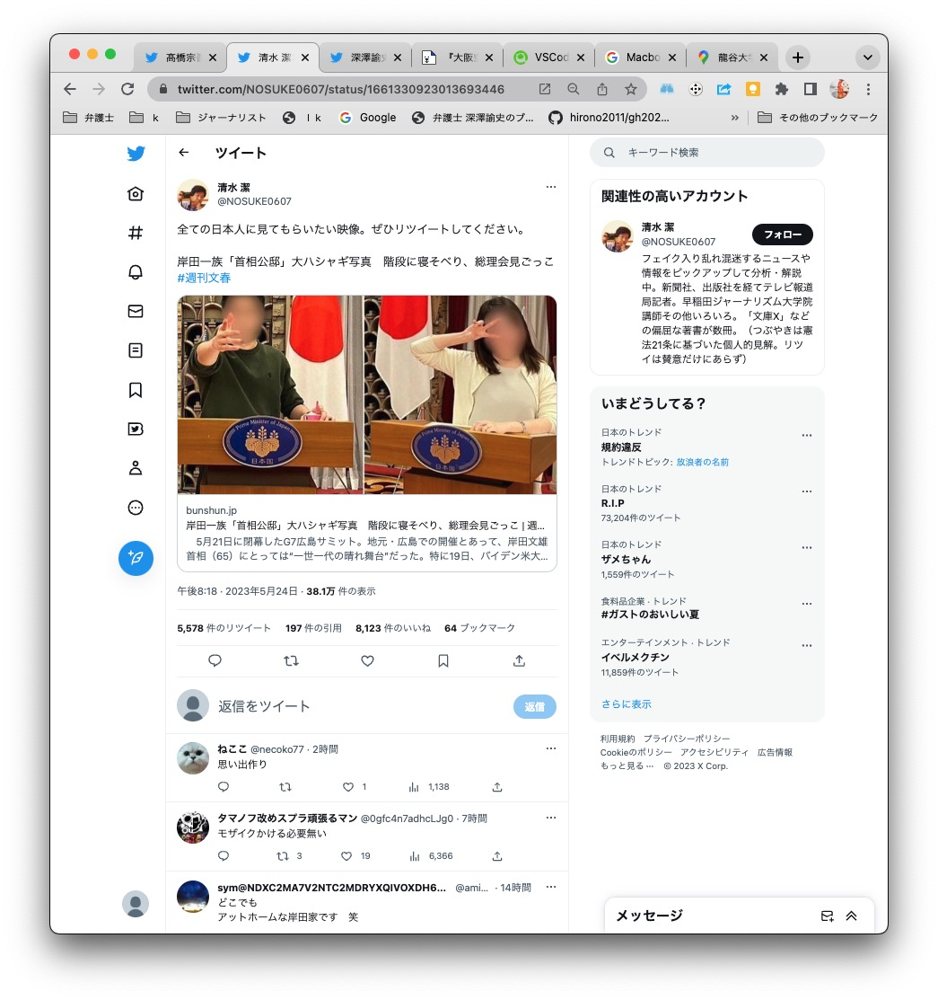 高橋宗
清水 潔
深澤諭
『大阪
VSCod
Macbo
龍谷大
twitter.com/NOSUKE0607/status/1661330923013693446
弁護士
k
ジャーナリスト
l k
Google
弁護士 深澤諭史のプ...
hirono2011/gh202...
»
その他のブックマーク
ツイート
清水 潔
@NOSUKE0607
全ての日本人に見てもらいたい映像。ぜひリツイートしてください。
岸田一族「首相公邸」大ハシャギ写真　階段に寝そべり、総理会見ごっこ
#週刊文春
Prime Minister of Japan
日本国
Prime Minister of Japan
日本国
bunshun.jp
岸田一族「首相公邸」大ハシャギ写真　階段に寝そべり、総理会見ごっこ | 週...
5月21日に閉幕したG7広島サミット。地元・広島での開催とあって、岸田文雄
首相（65）にとっては“一世一代の晴れ舞台”だった。特に19日、バイデン米大...
午後8:18 · 2023年5月24日 · 38.1万 件の表示
5,578 件のリツイート　197 件の引用　8,123 件のいいね　64 ブックマーク
返信をツイート
返信
ねここ @necoko77 · 2時間
思い出作り
1
1,138
タマノフ改めスプラ頑張るマン @0gfc4n7adhcLJg0 · 7時間
モザイクかける必要無い
3
19
6,366
sym@NDXC2MA7V2NTC2MDRYXQIVOXDH6... @ami... · 14時間
どこでも
アットホームな岸田家です　笑
キーワード検索
関連性の高いアカウント
清水 潔
@NOSUKE0607
フォロー
フェイク入り乱れ混迷するニュースや
情報をピックアップして分析・解説
中。新聞社、出版社を経てテレビ報道
局記者。早稲田ジャーナリズム大学院
講師その他いろいろ。「文庫X」など
の偏屈な著書が数冊。（つぶやきは憲
法21条に基づいた個人的見解。リツ
イは賛意だけにあらず）
いまどうしてる？
日本のトレンド
規約違反
トレンドトピック: 放浪者の名前
日本のトレンド
R.I.P
73,204件のツイート
日本のトレンド
ザメちゃん
1,559件のツイート
食料品企業 · トレンド
#ガストのおいしい夏
エンターテインメント · トレンド
イベルメクチン
11,859件のツイート
さらに表示
利用規約　プライバシーポリシー
Cookieのポリシー　アクセシビリティ　広告情報
もっと見る ···　© 2023 X Corp.
メッセージ